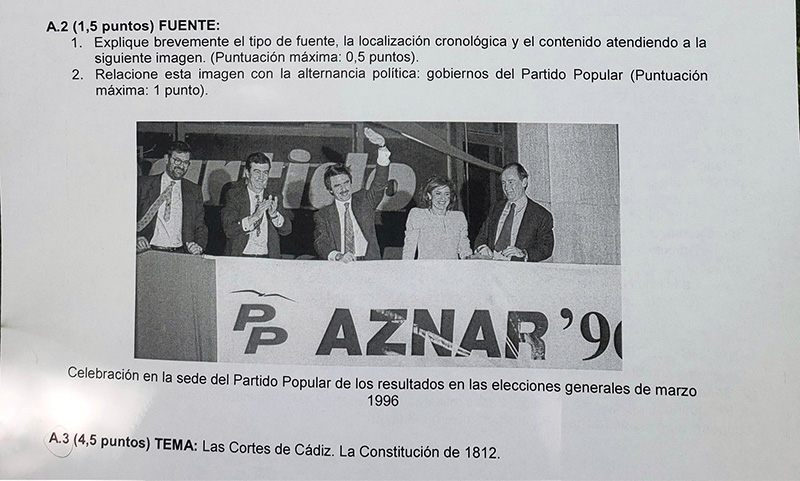 A.2 (1,5 puntos) FUENTE:
1. Explique brevemente el tipo de fuente, la localización cronológica y el contenido atendiendo a la
siguiente imagen. (Puntuación máxima: 0,5 puntos).
2. Relacione esta imagen con la alternancia política: gobiernos del Partido Popular (Puntuación
máxima: 1 punto).
artido
PP AZNAR '96
Celebración en la sede del Partido Popular de los resultados en las elecciones generales de marzo
1996
A.3 (4,5 puntos) TEMA: Las Cortes de Cádiz. La Constitución de 1812.